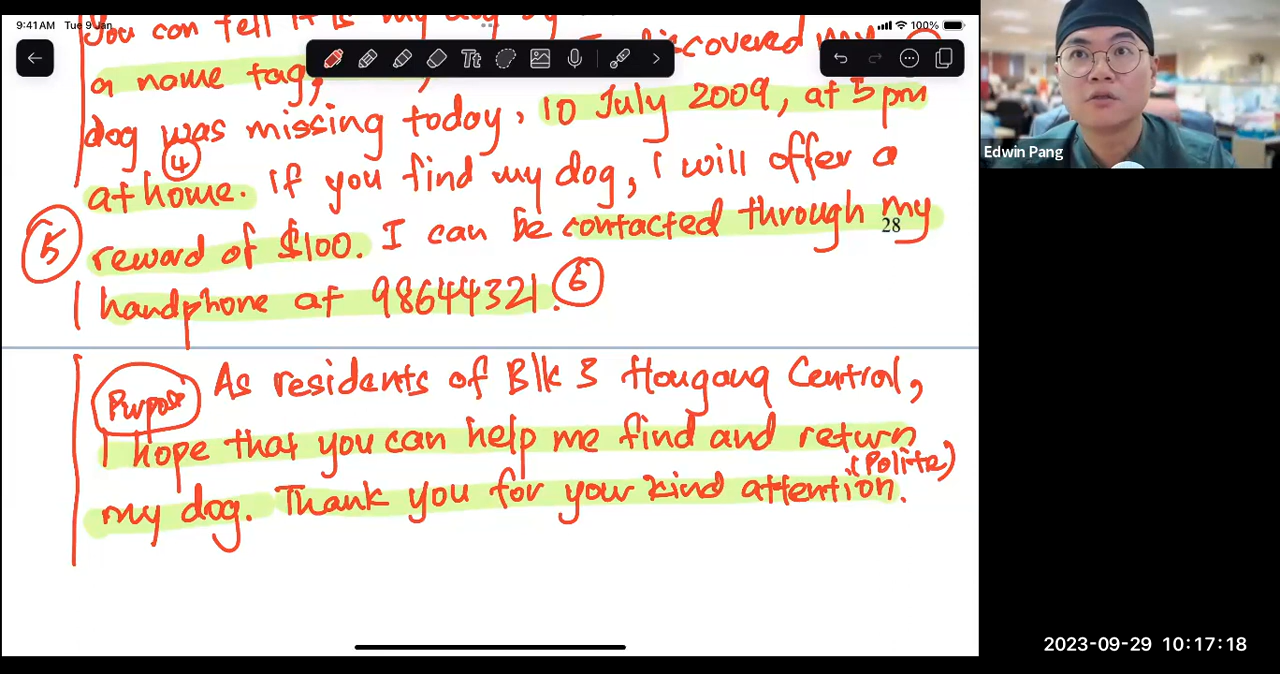 9:41AM Tue 9 Jan
100%
You can tell it is my dog by
a name tag,
discovered my
dog was missing today, 10 July 2009, at 5 pm
④
at home. If you find my dog, I will offer a
⑤
reward of $100. I can be contacted through my
28
handphone at 98644321. ⑥
Purpose As residents of Blk 3 Hougang Central,
I hope that you can help me find and return
(Polite)
my dog. Thank you for your kind attention.
Tt
Edwin Pang
2023-09-29 10:17:18